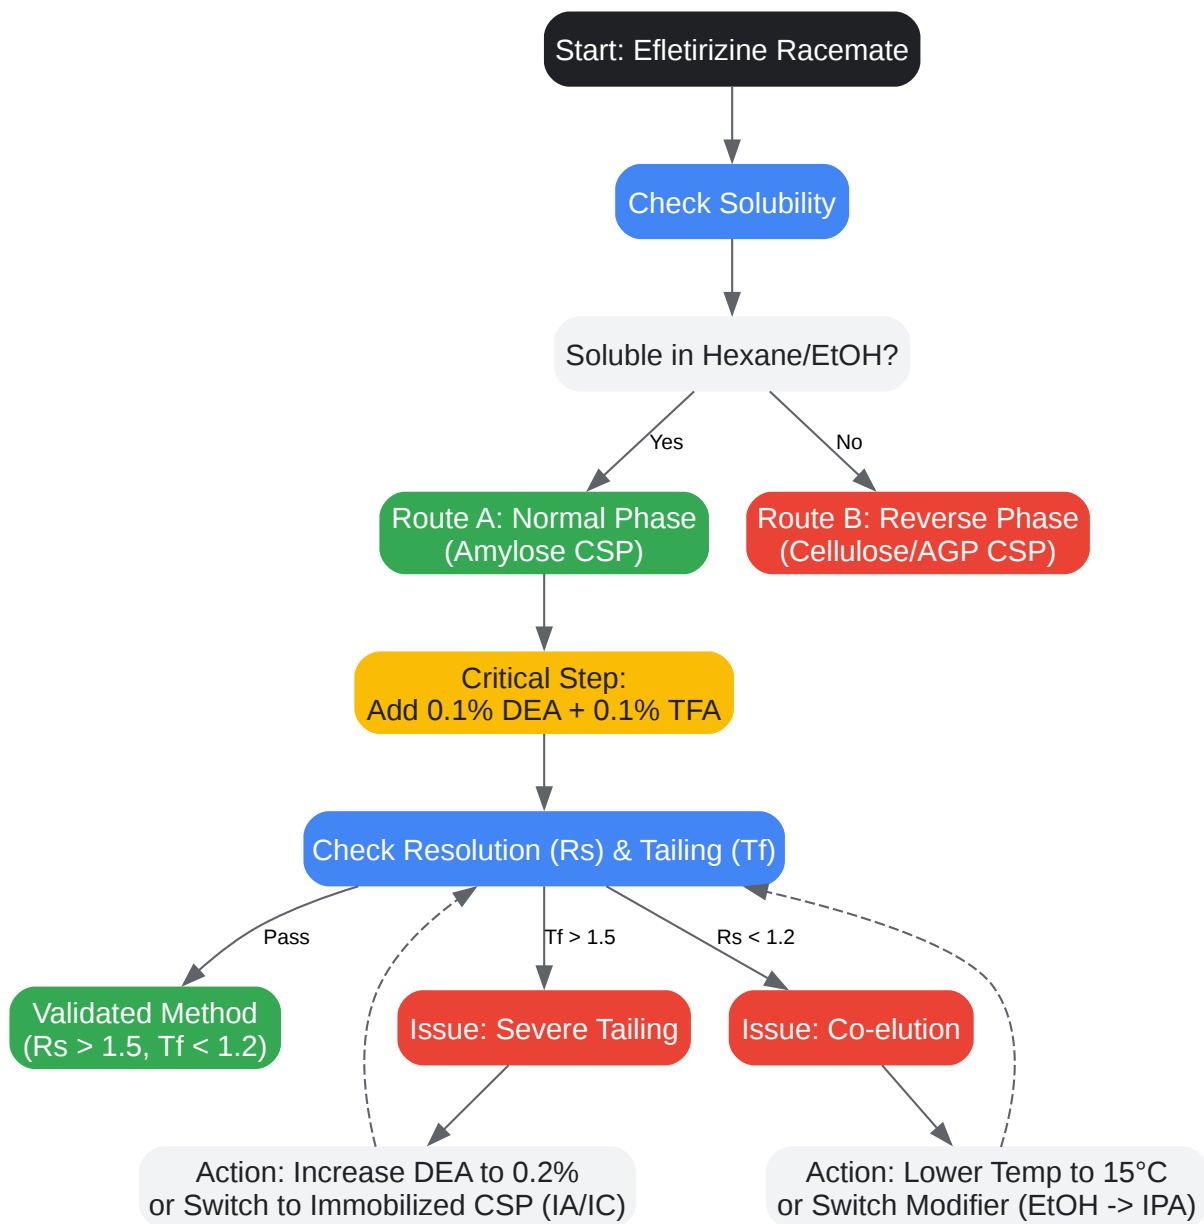 Start: Efletirizine Racemate
Check Solubility
Soluble in Hexane/EtOH?
Yes
No
Route A: Normal Phase
(Amylose CSP)
Route B: Reverse Phase
(Cellulose/AGP CSP)
Critical Step:
Add 0.1% DEA + 0.1% TFA
Check Resolution (Rs) & Tailing (Tf)
Pass
Tf > 1.5
Rs < 1.2
Validated Method
(Rs > 1.5, Tf < 1.2)
Issue: Severe Tailing
Issue: Co-elution
Action: Increase DEA to 0.2%
or Switch to Immobilized CSP (IA/IC)
Action: Lower Temp to 15°C
or Switch Modifier (EtOH -> IPA)